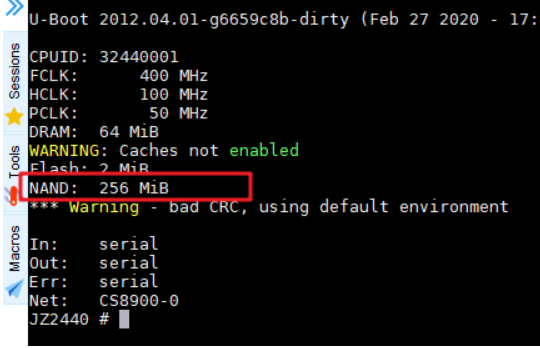 U-Boot 2012.04.01-g6659c8b-dirty (Feb 27 2020 - 17:
CPUID: 32440001
FCLK:      400 MHz
HCLK:      100 MHz
PCLK:       50 MHz
DRAM:  64 MiB
WARNING: Caches not enabled
Flash: 2 MiB
NAND:  256 MiB
*** Warning - bad CRC, using default environment
In:    serial
Out:   serial
Err:   serial
Net:   CS8900-0
JZ2440 #
Sessions
Tools
Macros